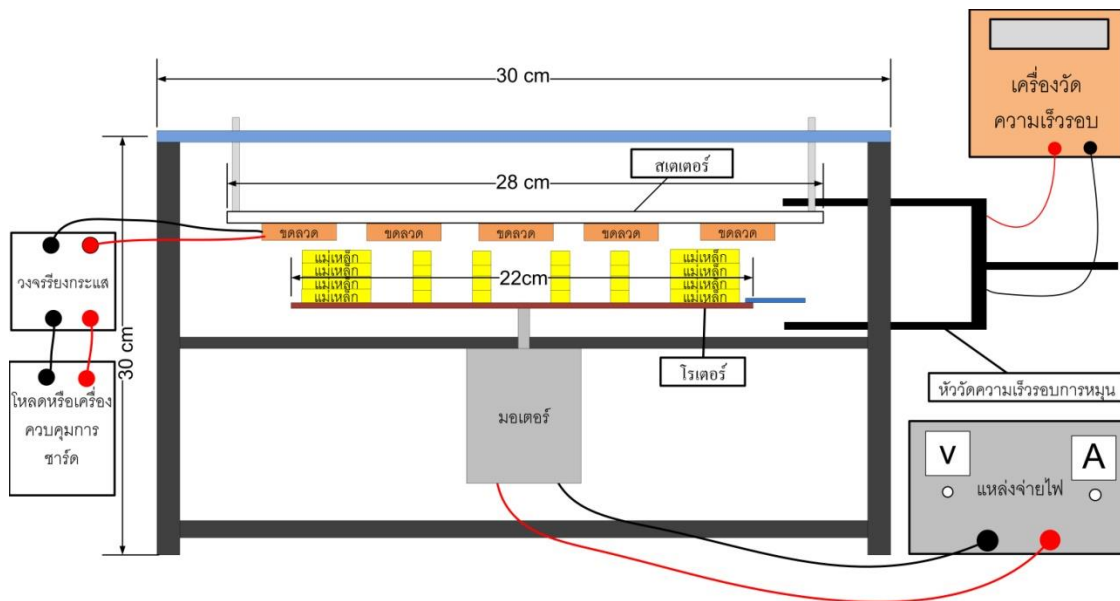 30 cm
เครื่องวัด
ความเร็วรอบ
สเตเตอร์
28 cm
ขดลวด ขดลวด ขดลวด ขดลวด ขดลวด
แม่เหล็ก แม่เหล็ก
แม่เหล็ก แม่เหล็ก
แม่เหล็ก แม่เหล็ก
แม่เหล็ก แม่เหล็ก
22cm
วงจรเรียงกระแส
30 cm
โรเตอร์
หัววัดความเร็วรอบการหมุน
โหลดหรือเครื่อง
ควบคุมการ
ชาร์ด
มอเตอร์
V A
แหล่งจ่ายไฟ